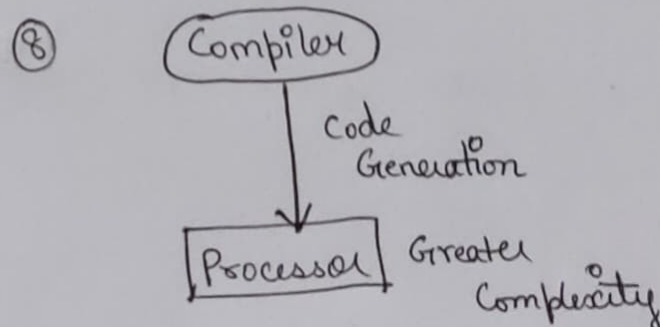 ⑧ Compiler
Code
Generation
Processor Greater
Complexity